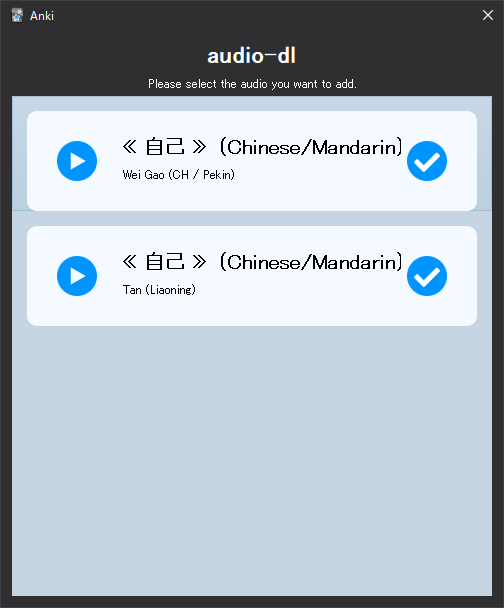 Anki
audio-dl
Please select the audio you want to add.
≪ 自己 ≫ (Chinese/Mandarin)
Wei Gao (CH / Pekin)
≪ 自己 ≫ (Chinese/Mandarin)
Tan (Liaoning)